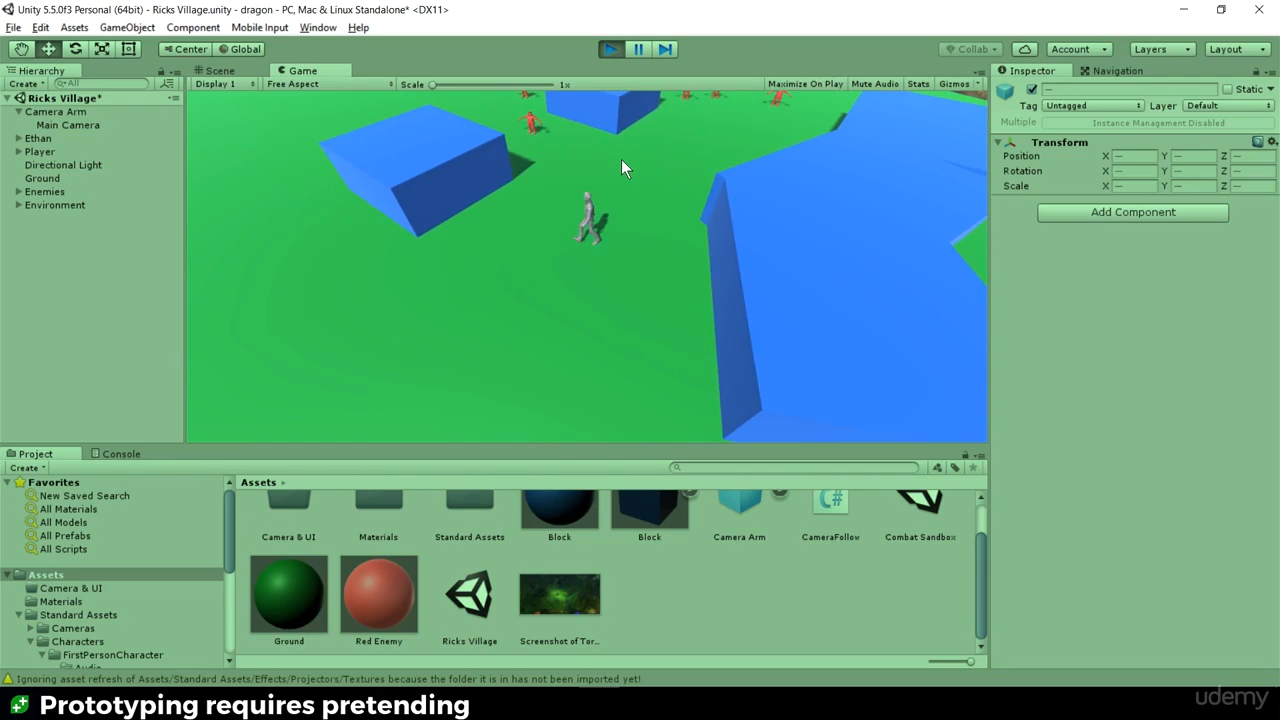 Unity 5.5.0f3 Personal (64bit) - Ricks Village.unity - dragon - PC, Mac & Linux Standalone* <DX11>
File Edit Assets GameObject Component Mobile Input Window Help
Center Global Collab Account Layers Layout
Hierarchy Scene Game Inspector Navigation
Create All Display 1 Free Aspect Scale 1x Maximize On Play Mute Audio Stats Gizmos
Ricks Village*
Camera Arm
Main Camera
Ethan
Player
Directional Light
Ground
Enemies
Environment
— Static
Tag Untagged Layer Default
Multiple Instance Management Disabled
Transform
Position X — Y — Z —
Rotation X — Y — Z —
Scale X — Y — Z —
Add Component
Project Console
Create
Favorites
New Saved Search
All Materials
All Models
All Prefabs
All Scripts
Assets
Camera & UI
Materials
Standard Assets
Cameras
Characters
FirstPersonCharacter
Audio
Assets
C#
Camera & UI Materials Standard Assets Block Block Camera Arm CameraFollow Combat Sandbox
Ground Red Enemy Ricks Village Screenshot of Tor...
Ignoring asset refresh of Assets/Standard Assets/Effects/Projectors/Textures because the folder it is in has not been imported yet!
Prototyping requires pretending
udemy